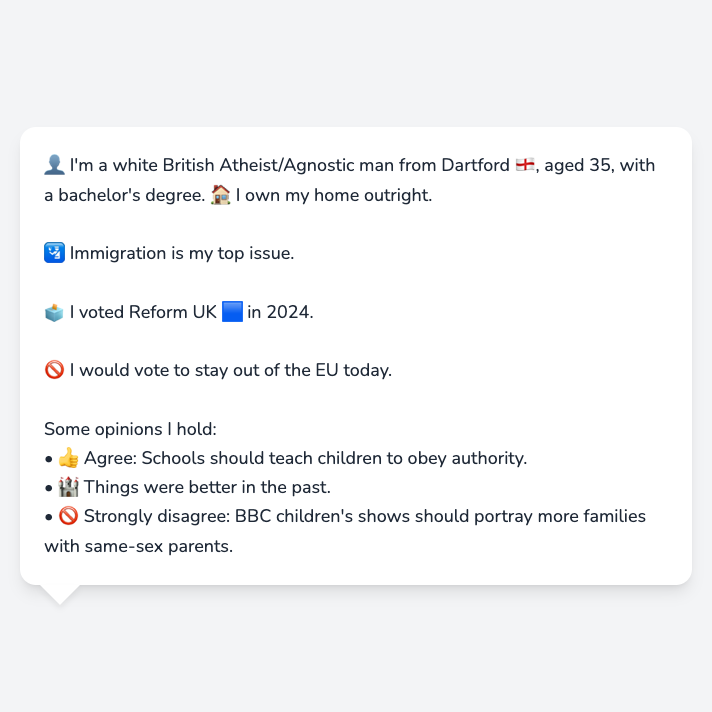 👤 I'm a white British Atheist/Agnostic man from Dartford 🏴󠁧󠁢󠁥󠁮󠁧󠁿, aged 35, with
a bachelor's degree. 🏠 I own my home outright.
🛂 Immigration is my top issue.
🗳️ I voted Reform UK 🟦 in 2024.
🚫 I would vote to stay out of the EU today.
Some opinions I hold:
• 👍 Agree: Schools should teach children to obey authority.
• 🏰 Things were better in the past.
• 🚫 Strongly disagree: BBC children's shows should portray more families
with same-sex parents.